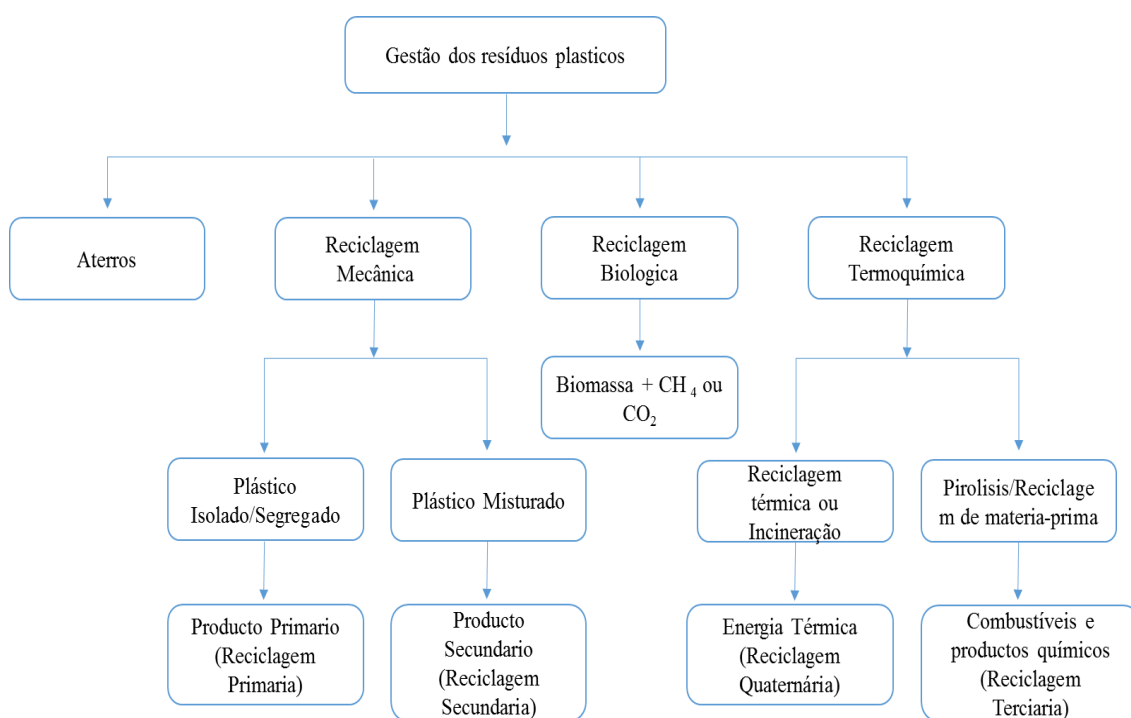 Gestão dos resíduos plasticos
Aterros
Reciclagem
Mecânica
Reciclagem
Biologica
Reciclagem
Termoquímica
Biomassa + CH₄ ou
CO₂
Plástico
Isolado/Segregado
Plástico Misturado
Reciclagem
térmica ou
Incineração
Pirolisis/Reciclage
m de materia-prima
Producto Primario
(Reciclagem
Primaria)
Producto
Secundario
(Reciclagem
Secundaria)
Energia Térmica
(Reciclagem
Quaternária)
Combustíveis e
productos químicos
(Reciclagem
Terciaria)